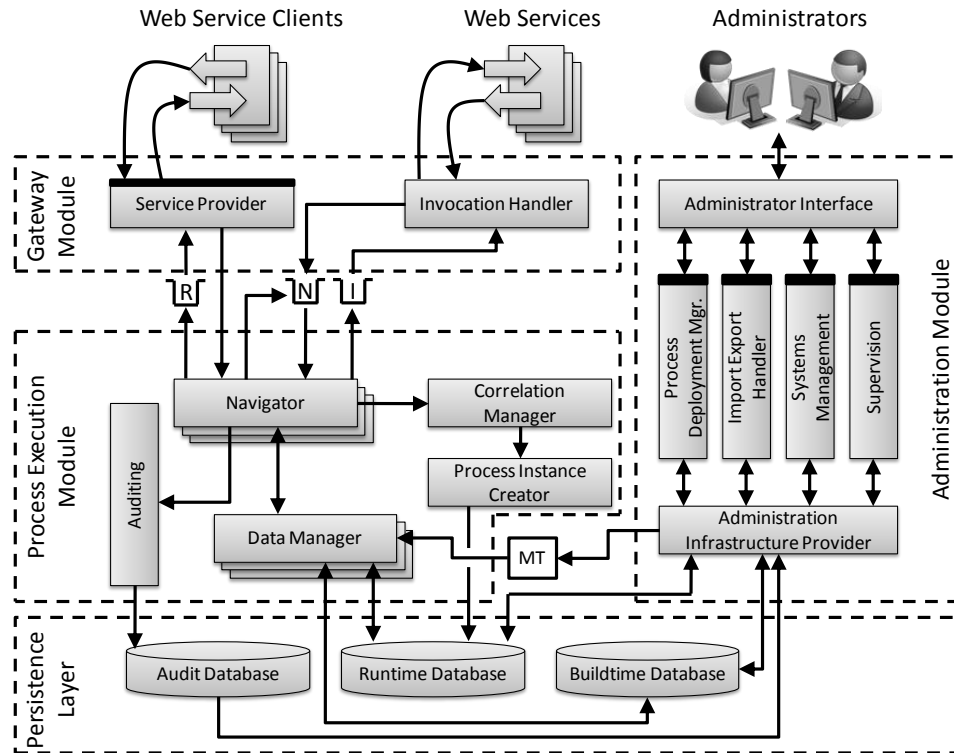 Web Service Clients
Web Services
Administrators
Gateway
Module
Service Provider
Invocation Handler
Administrator Interface
R
N
I
Process
Deployment Mgr.
Import Export
Handler
Systems
Management
Supervision
Administration Module
Process Execution
Module
Navigator
Correlation
Manager
Process Instance
Creator
Auditing
Data Manager
MT
Administration
Infrastructure Provider
Persistence
Layer
Audit Database
Runtime Database
Buildtime Database